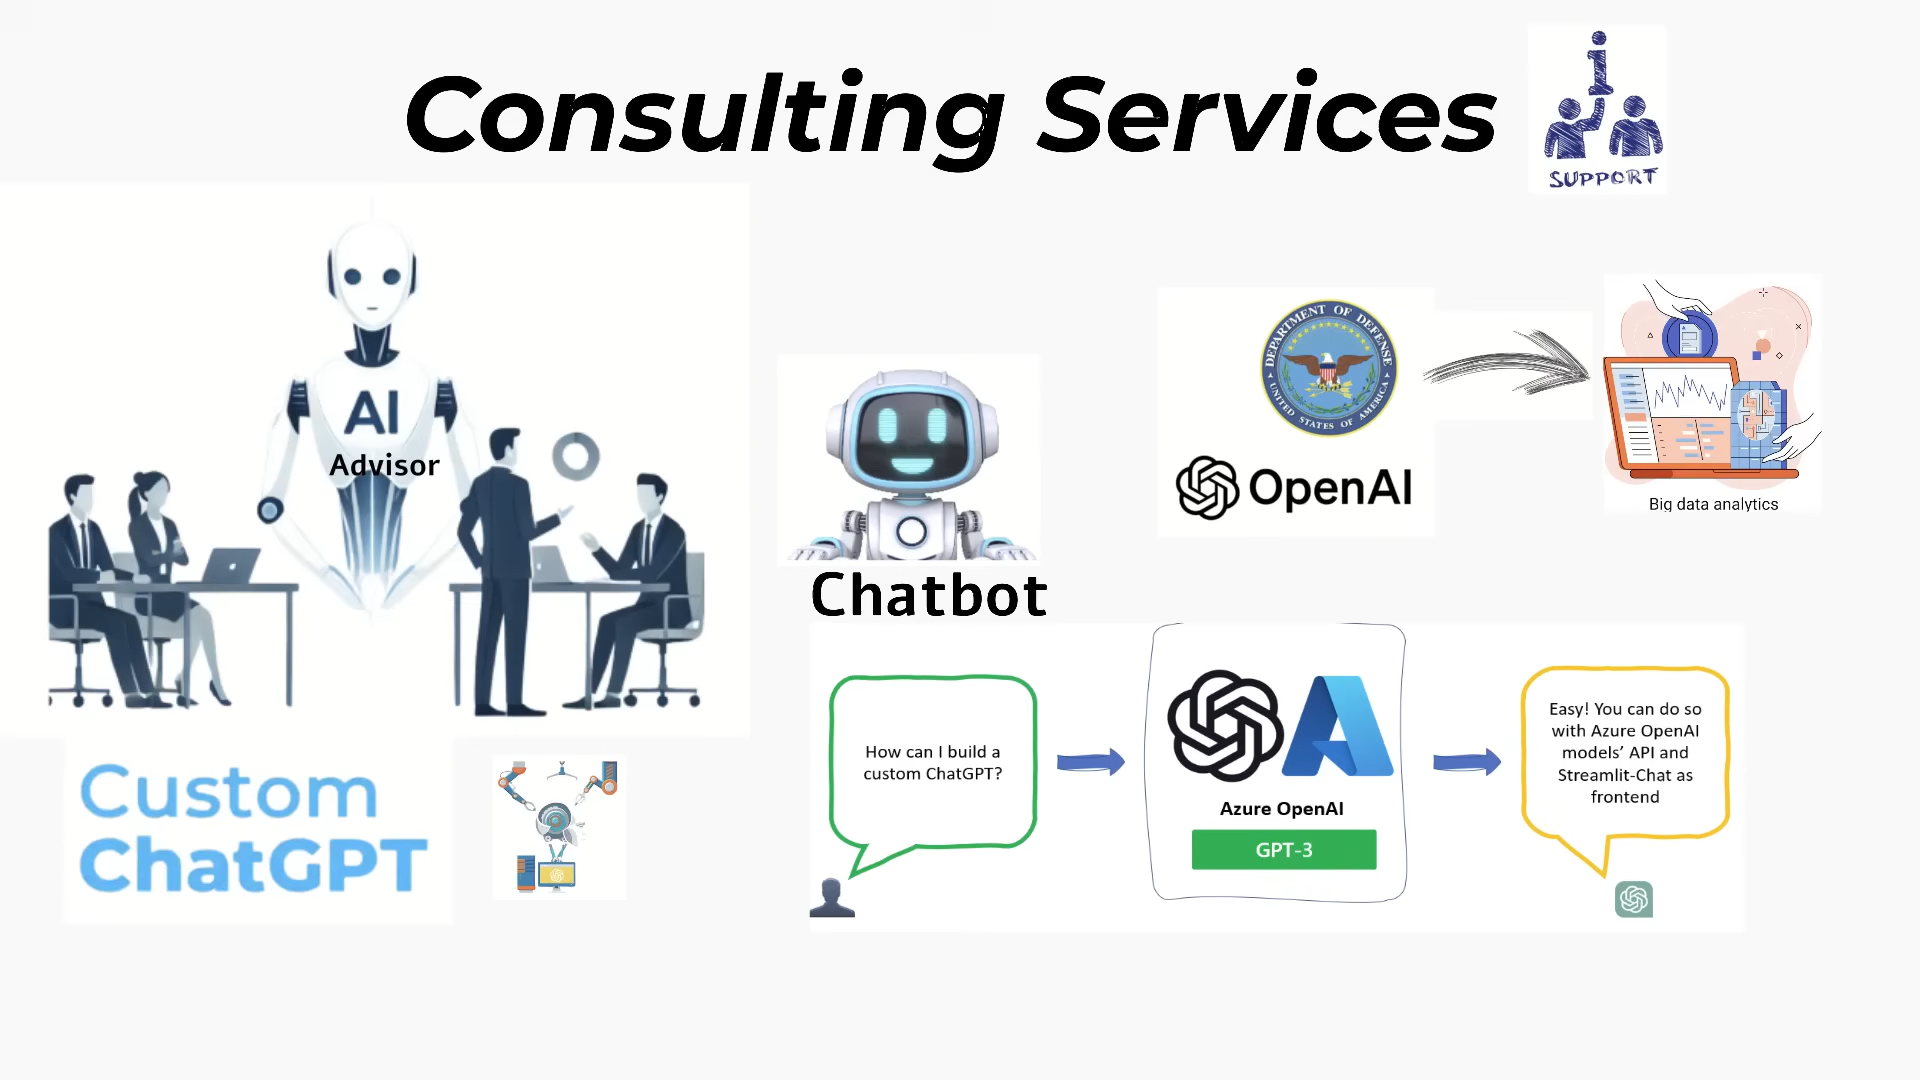 Consulting Services
SUPPORT
AI
Advisor
Chatbot
DEPARTMENT OF DEFENSE
UNITED STATES OF AMERICA
OpenAI
Big data analytics
Custom
ChatGPT
How can I build a
custom ChatGPT?
Azure OpenAI
GPT-3
Easy! You can do so
with Azure OpenAI
models’ API and
Streamlit-Chat as
frontend